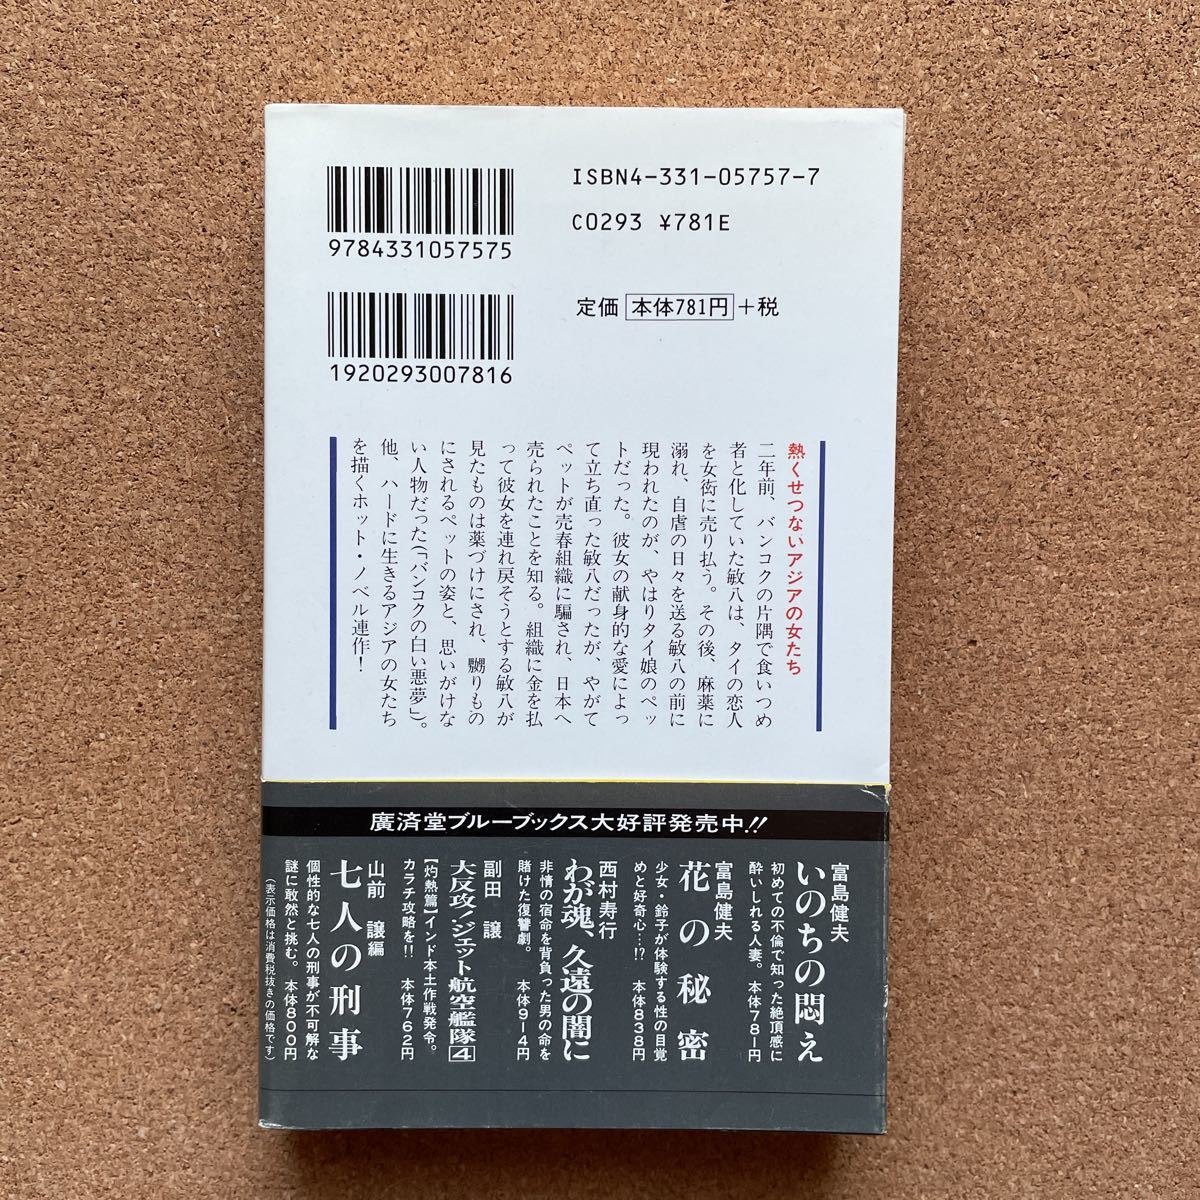 ISBN4-331-05757-7
C0293 ¥781E
9784331057575
定価 本体781円 +税
1920293007816
熱くせつないアジアの女たち
二年前、バンコクの片隅で食いつめ
者と化していた敏八は、タイの恋人
を女衒に売り払う。その後、麻薬に
溺れ、自虐の日々を送る敏八の前に
現われたのが、やはりタイ娘のペッ
トだった。彼女の献身的な愛によっ
て立ち直った敏八だったが、やがて
ペットが売春組織に騙され、日本へ
売られたことを知る。組織に金を払
って彼女を連れ戻そうとする敏八が
見たものは薬づけにされ、嬲りもの
にされるペットの姿と、思いがけな
い人物だった(「バンコクの白い悪夢」)。
他、ハードに生きるアジアの女たち
を描くホット・ノベル連作！
廣済堂ブルーブックス大好評発売中!!
富島健夫
いのちの悶え
初めての不倫で知った絶頂感に
酔いしれる人妻。 本体781円
富島健夫
花の秘密
少女・鈴子が体験する性の目覚
めと好奇心…!? 本体838円
西村寿行
わが魂、久遠の闇に
非情の宿命を背負った男の命を
賭けた復讐劇。 本体914円
副田 譲
大反攻!ジェット航空艦隊4
【灼熱篇】インド本土作戦発令。
カラチ攻略を!! 本体762円
山前 譲編
七人の刑事
個性的な七人の刑事が不可解な
謎に敢然と挑む。 本体800円
(表示価格は消費税抜きの価格です)